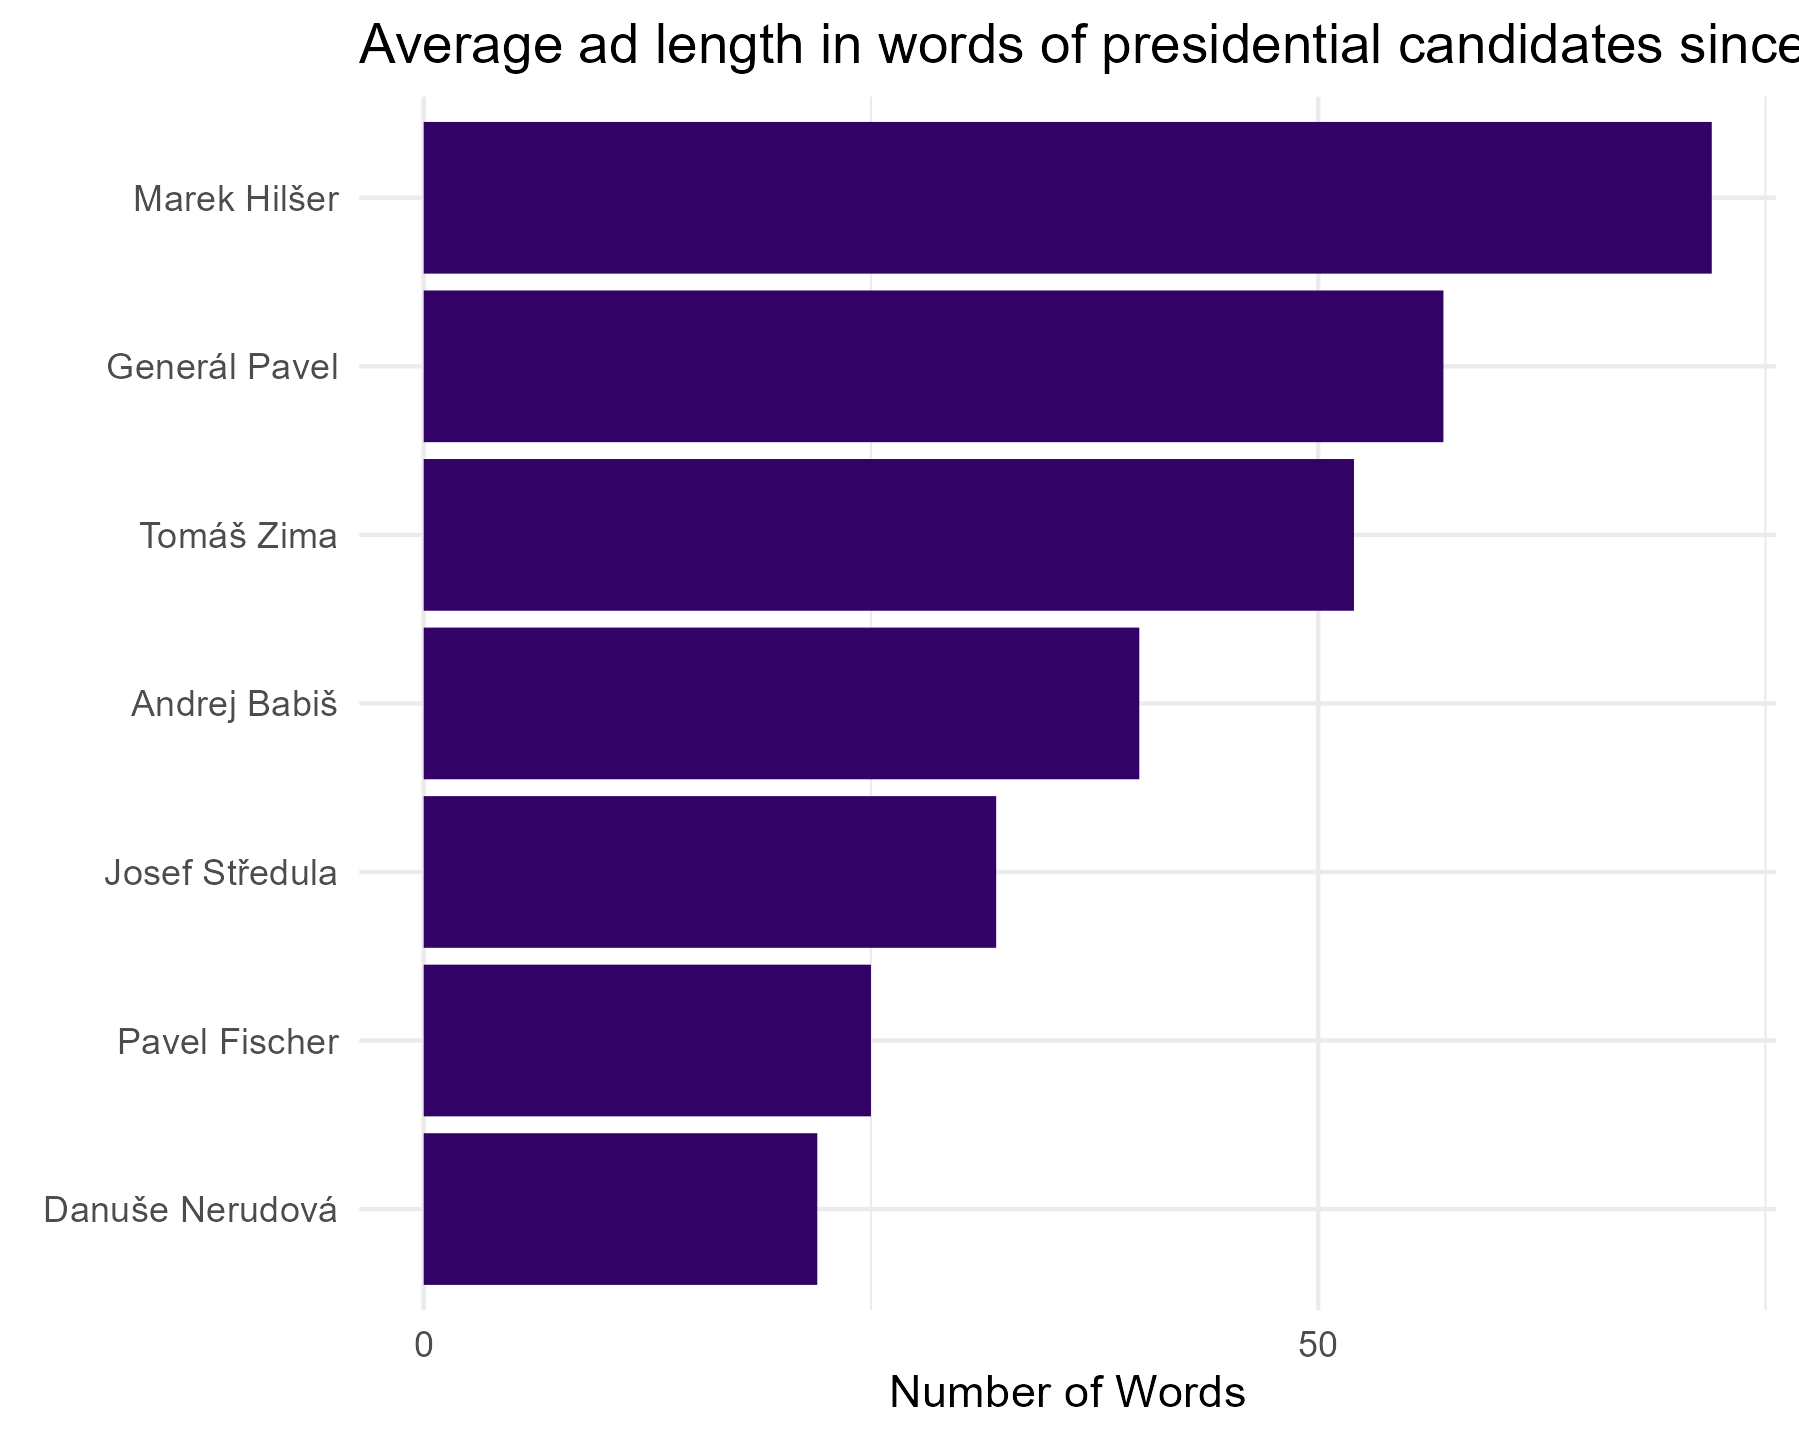 Average ad length in words of presidential candidates since
Marek Hilšer
Generál Pavel
Tomáš Zima
Andrej Babiš
Josef Středula
Pavel Fischer
Danuše Nerudová
0 50
Number of Words